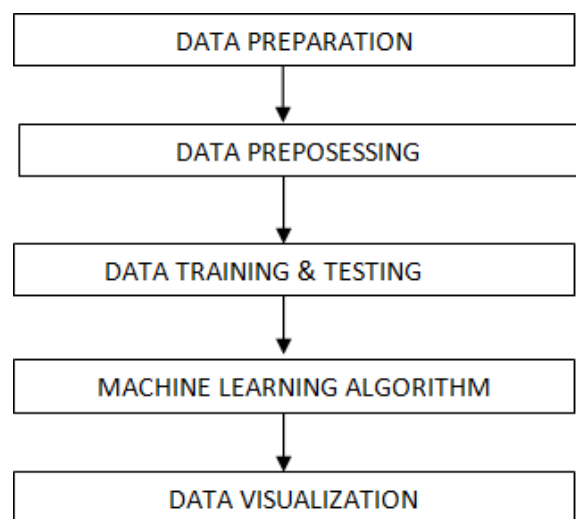 DATA PREPARATION
DATA PREPOSESSING
DATA TRAINING & TESTING
MACHINE LEARNING ALGORITHM
DATA VISUALIZATION